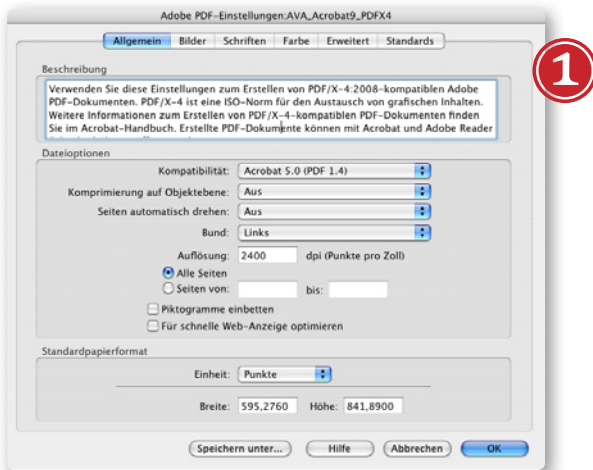 Adobe PDF-Einstellungen:AVA_Acrobat9_PDFX4
Allgemein Bilder Schriften Farbe Erweitert Standards
1
Beschreibung
Verwenden Sie diese Einstellungen zum Erstellen von PDF/X-4:2008-kompatiblen Adobe
PDF-Dokumenten. PDF/X-4 ist eine ISO-Norm für den Austausch von grafischen Inhalten.
Weitere Informationen zum Erstellen von PDF/X-4-kompatiblen PDF-Dokumenten finden
Sie im Acrobat-Handbuch. Erstellte PDF-Dokumente können mit Acrobat und Adobe Reader
Dateioptionen
Kompatibilität: Acrobat 5.0 (PDF 1.4)
Komprimierung auf Objektebene: Aus
Seiten automatisch drehen: Aus
Bund: Links
Auflösung: 2400 dpi (Punkte pro Zoll)
Alle Seiten
Seiten von: bis:
Piktogramme einbetten
Für schnelle Web-Anzeige optimieren
Standardpapierformat
Einheit: Punkte
Breite: 595,2760 Höhe: 841,8900
Speichern unter... Hilfe Abbrechen OK